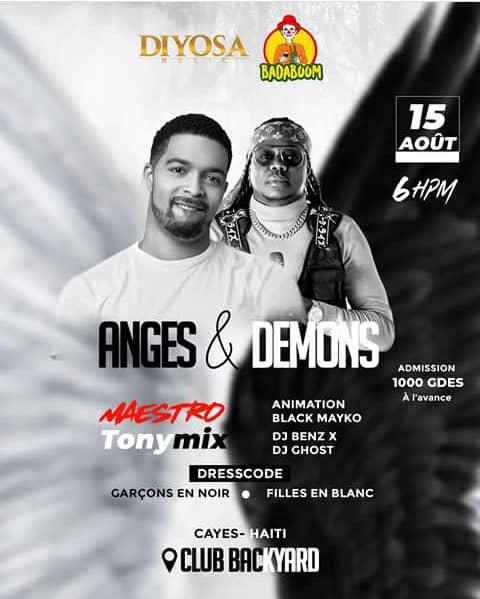 DIYOSA
MUSIC
BADABOOM
15
AOÛT
6HPM
ANGES & DEMONS
ADMISSION
1000 GDES
À l'avance
MAESTRO
Tonymix
ANIMATION
BLACK MAYKO
DJ BENZ X
DJ GHOST
DRESSCODE
GARÇONS EN NOIR ● FILLES EN BLANC
CAYES- HAITI
CLUB BACKYARD